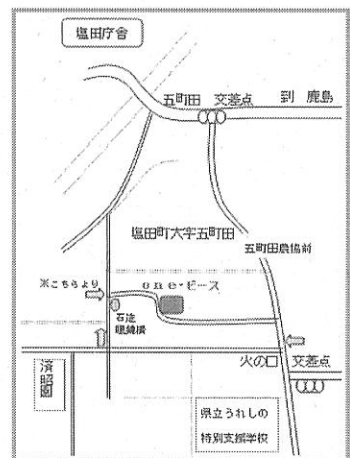 塩田庁舎
五町田 交差点 到 鹿島
塩田町大字五町田
五町田農協前
※こちらより
one・ピース
石造
眼鏡橋
済昭園
火の口 交差点
県立うれしの
特別支援学校